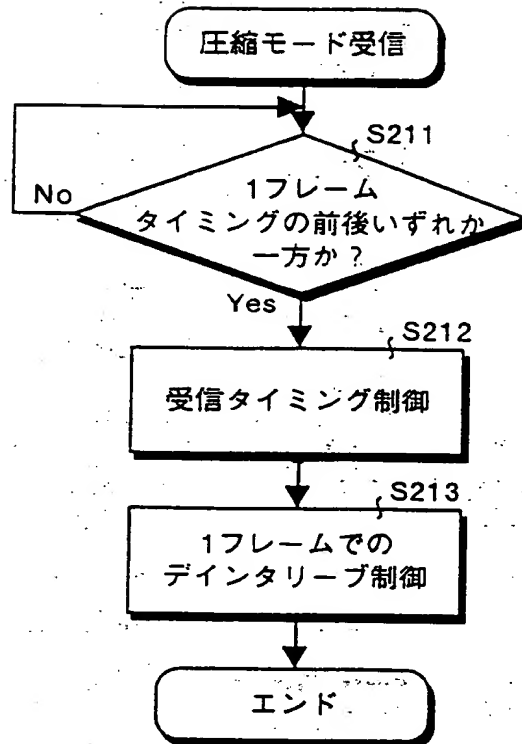 圧縮モード受信
S211
No
1フレーム
タイミングの前後いずれか
一方か?
Yes
S212
受信タイミング制御
S213
1フレームでの
デインタリーブ制御
エンド